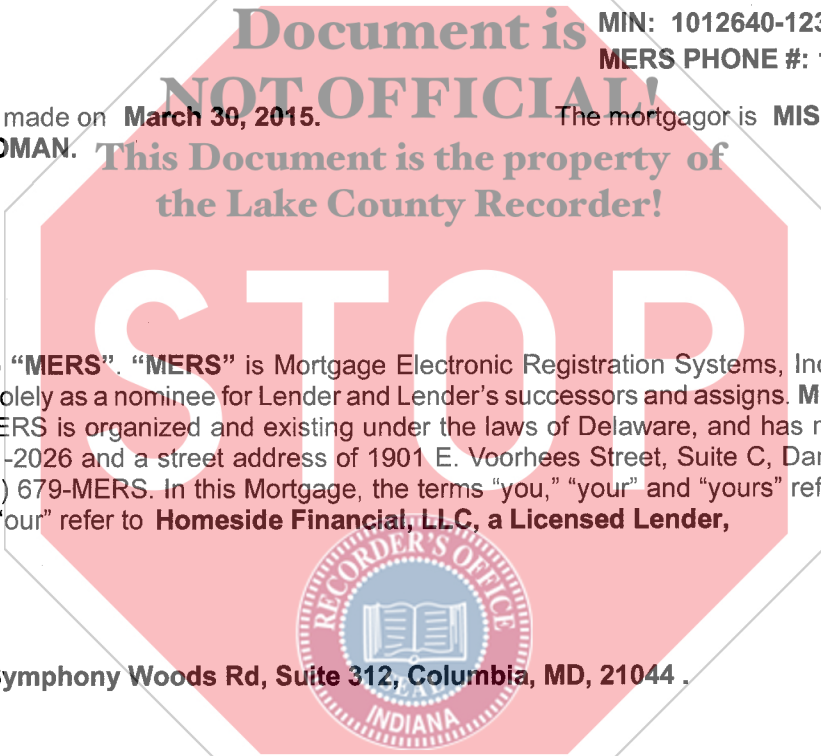 Document is
NOT OFFICIAL!
This Document is the property of
the Lake County Recorder!
MIN: 1012640-123
MERS PHONE #:
made on March 30, 2015. The mortgagor is MIS
OMAN.
STOP
“MERS”. “MERS” is Mortgage Electronic Registration Systems, Inc
olely as a nominee for Lender and Lender's successors and assigns. M
ERS is organized and existing under the laws of Delaware, and has
-2026 and a street address of 1901 E. Voorhees Street, Suite C, Dan
) 679-MERS. In this Mortgage, the terms “you,” “your” and “yours” ref
“our” refer to Homeside Financial, LLC, a Licensed Lender,
RECORDER'S OFFICE
SEAL
INDIANA
Symphony Woods Rd, Suite 312, Columbia, MD, 21044 .